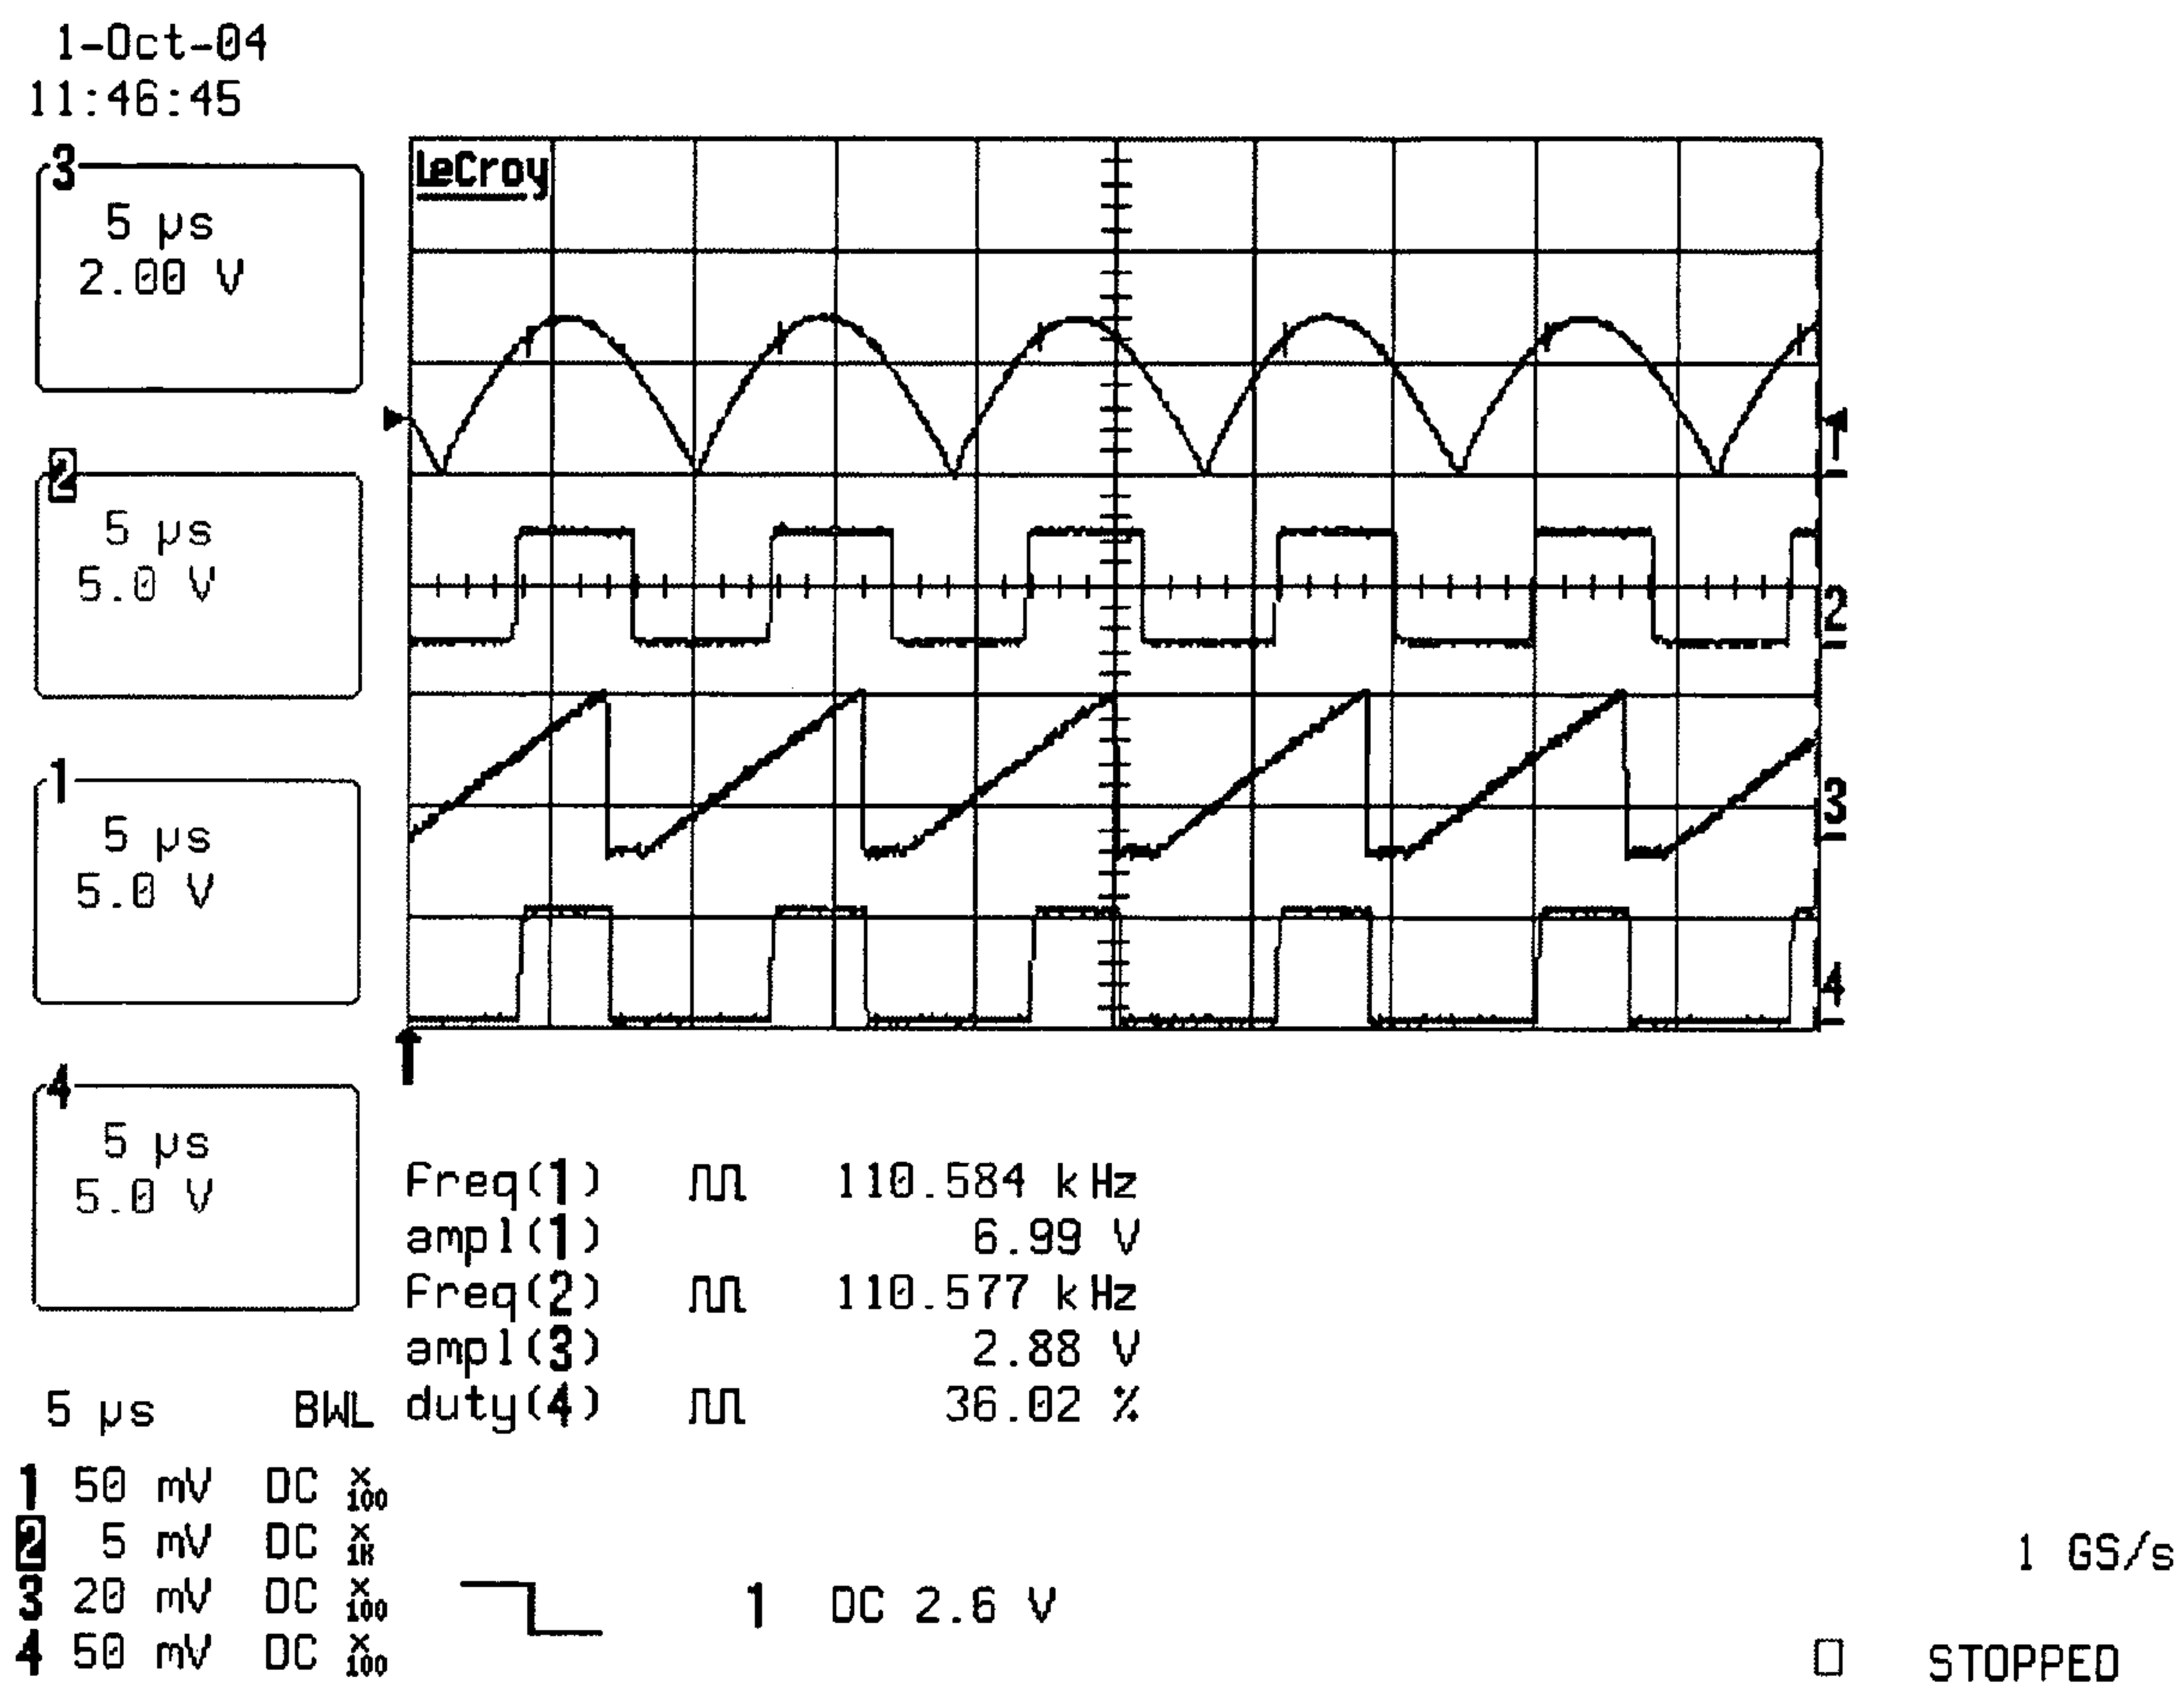 1-Oct-04
11:46:45
3
5 µs
2.00 V
2
5 µs
5.0 V
1
5 µs
5.0 V
4
5 µs
5.0 V
LeCroy
1
2
3
4
freq(1) 110.584 kHz
ampl(1) 6.99 V
freq(2) 110.577 kHz
ampl(3) 2.88 V
duty(4) 36.02 %
5 µs BWL
1 50 mV DC x100
2 5 mV DC x1K
3 20 mV DC x100
4 50 mV DC x100
1 DC 2.6 V
1 GS/s
STOPPED